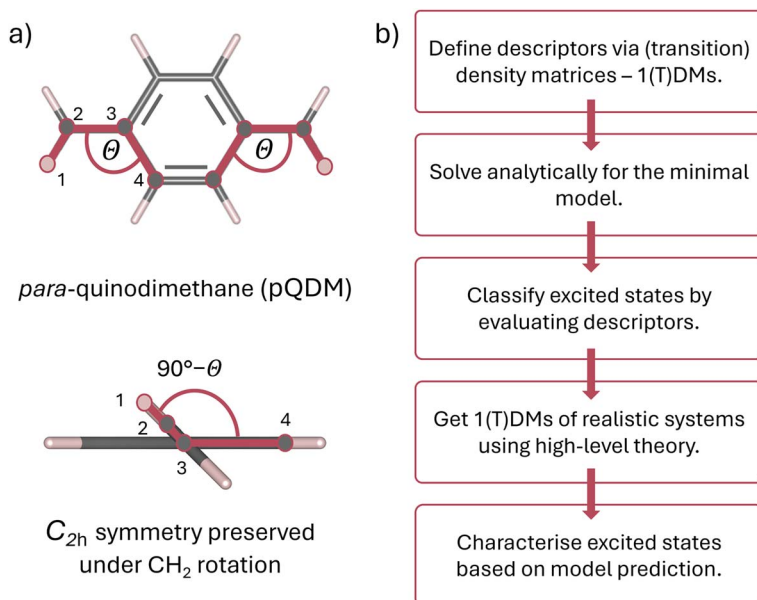 a)
2
3
Θ
Θ
1
4
para-quinodimethane (pQDM)
90°−Θ
1
2
3
4
C2h symmetry preserved
under CH2 rotation
b)
Define descriptors via (transition)
density matrices – 1(T)DMs.
Solve analytically for the minimal
model.
Classify excited states by
evaluating descriptors.
Get 1(T)DMs of realistic systems
using high-level theory.
Characterise excited states
based on model prediction.